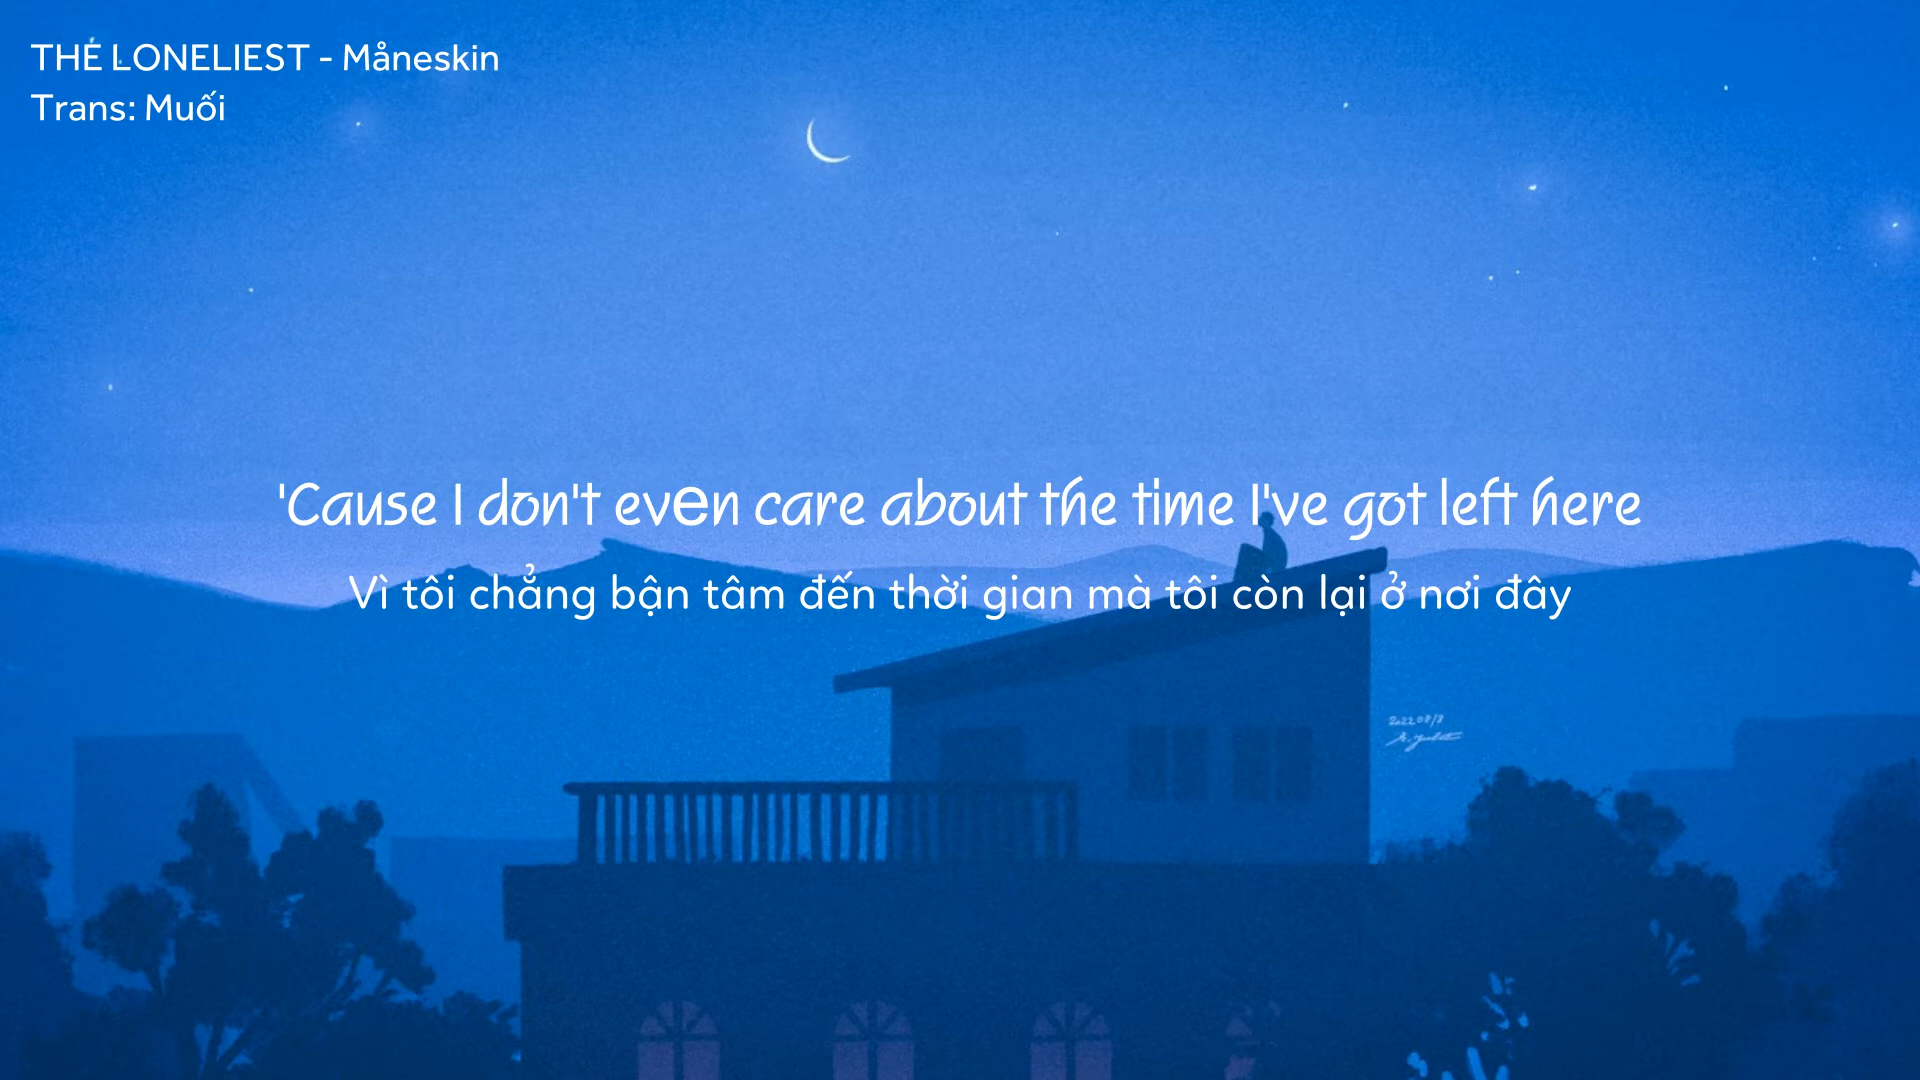 THE LONELIEST - Måneskin
Trans: Muối
'Cause I don't even care about the time I've got left here
Vì tôi chẳng bận tâm đến thời gian mà tôi còn lại ở nơi đây